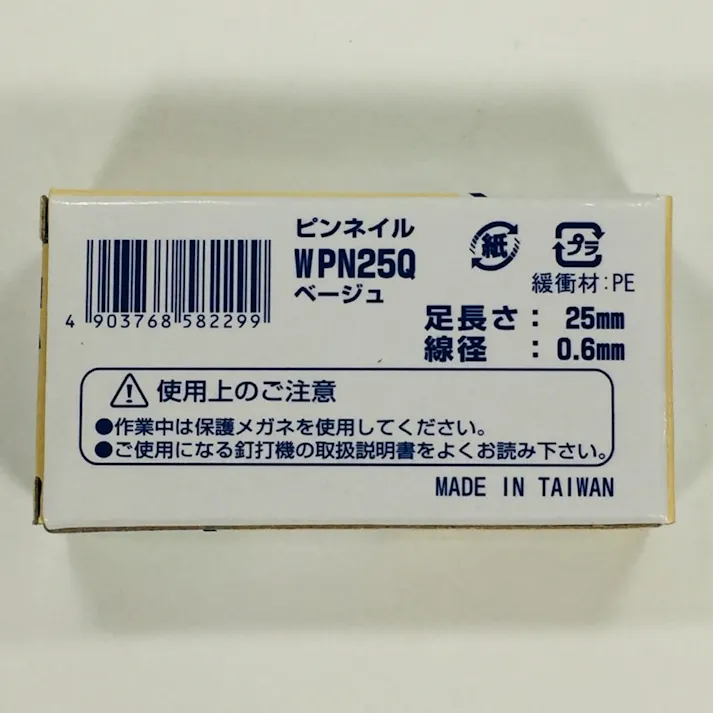 ピンネイル
WPN25Q
ベージュ
4 903768 582299
紙
プラ
緩衝材:PE
足長さ: 25mm
線径 : 0.6mm
⚠使用上のご注意
●作業中は保護メガネを使用してください。
●ご使用になる釘打機の取扱説明書をよくお読み下さい。
MADE IN TAIWAN